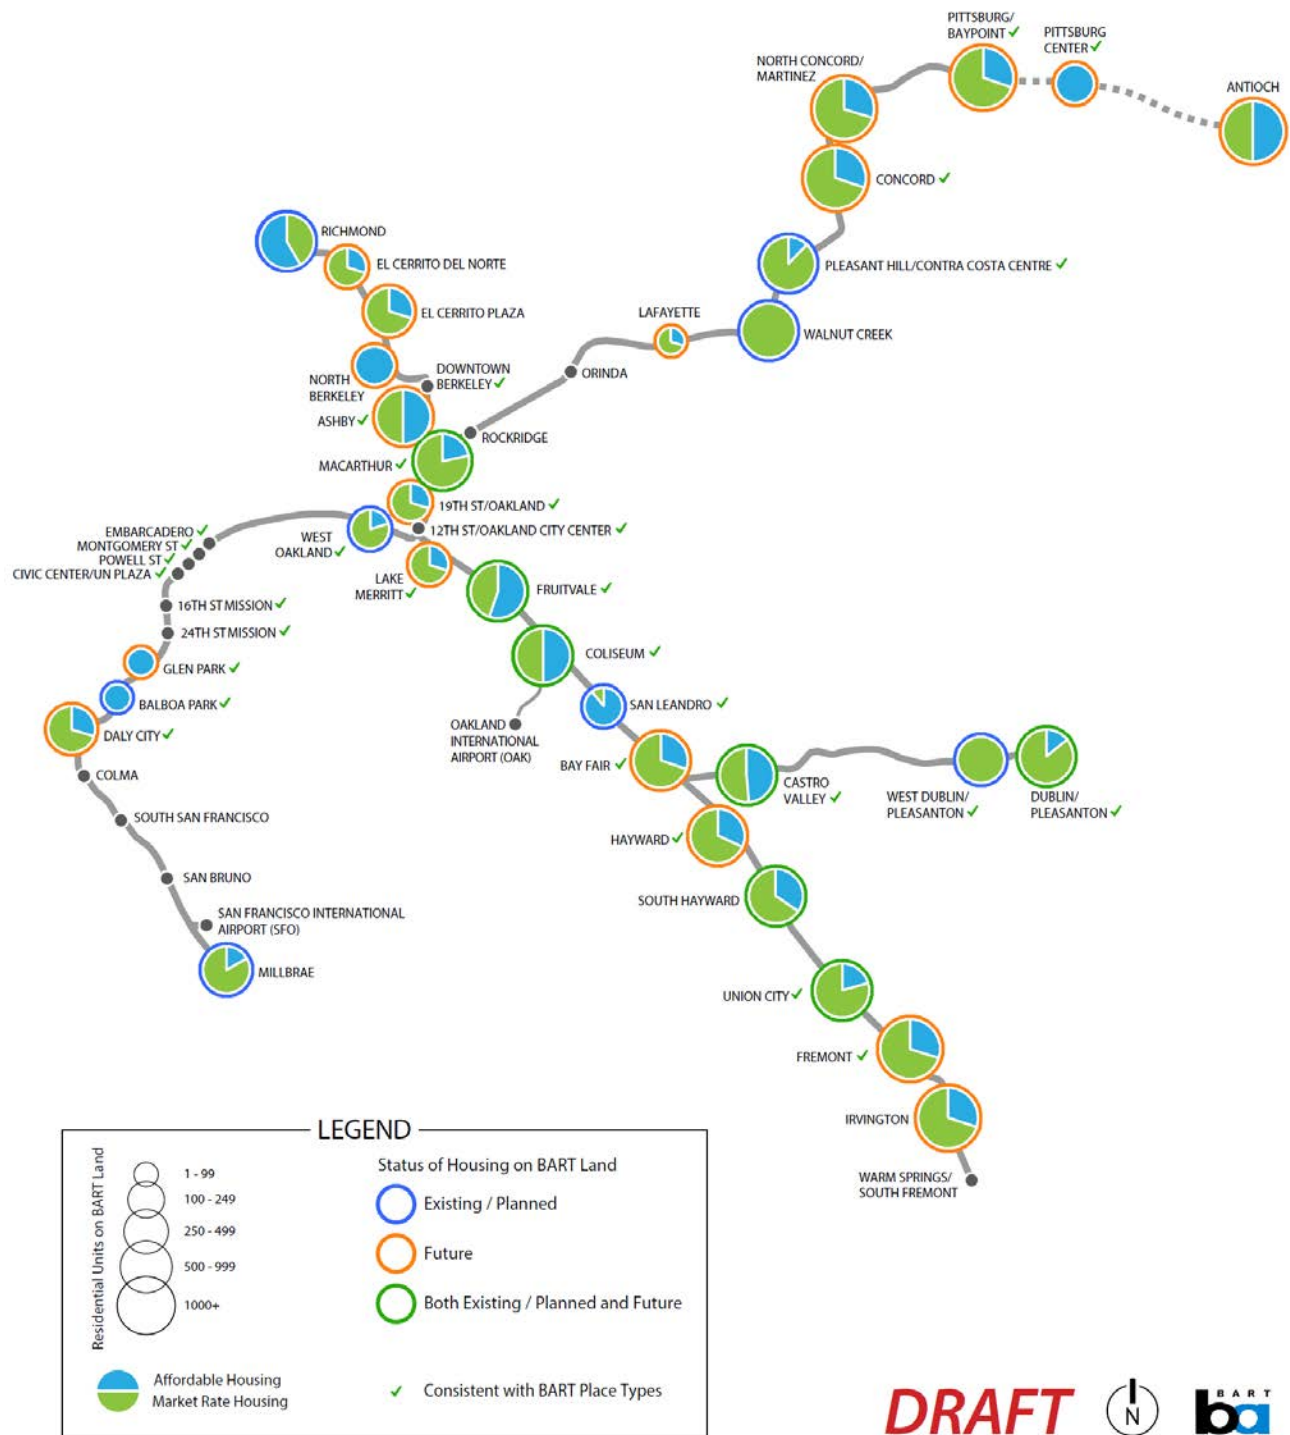 PITTSBURG/
BAYPOINT ✓
PITTSBURG
CENTER ✓
NORTH CONCORD/
MARTINEZ
ANTIOCH
CONCORD ✓
RICHMOND
EL CERRITO DEL NORTE
PLEASANT HILL/CONTRA COSTA CENTRE ✓
EL CERRITO PLAZA
LAFAYETTE
WALNUT CREEK
NORTH
BERKELEY
DOWNTOWN
BERKELEY ✓
ORINDA
ASHBY ✓
ROCKRIDGE
MACARTHUR ✓
19TH ST/OAKLAND ✓
12TH ST/OAKLAND CITY CENTER ✓
WEST
OAKLAND ✓
EMBARCADERO ✓
MONTGOMERY ST ✓
POWELL ST ✓
CIVIC CENTER/UN PLAZA ✓
LAKE
MERRITT ✓
FRUITVALE ✓
16TH ST MISSION ✓
24TH ST MISSION ✓
COLISEUM ✓
GLEN PARK ✓
BALBOA PARK ✓
SAN LEANDRO ✓
DALY CITY ✓
OAKLAND
INTERNATIONAL
AIRPORT (OAK)
BAY FAIR ✓
COLMA
CASTRO
VALLEY ✓
WEST DUBLIN/
PLEASANTON ✓
DUBLIN/
PLEASANTON ✓
SOUTH SAN FRANCISCO
HAYWARD ✓
SAN BRUNO
SOUTH HAYWARD
SAN FRANCISCO INTERNATIONAL
AIRPORT (SFO)
MILLBRAE
UNION CITY ✓
FREMONT ✓
IRVINGTON
WARM SPRINGS/
SOUTH FREMONT
LEGEND
Residential Units on BART Land
1 - 99
100 - 249
250 - 499
500 - 999
1000+
Status of Housing on BART Land
Existing / Planned
Future
Both Existing / Planned and Future
Affordable Housing
Market Rate Housing
✓ Consistent with BART Place Types
DRAFT
N
BART
ba